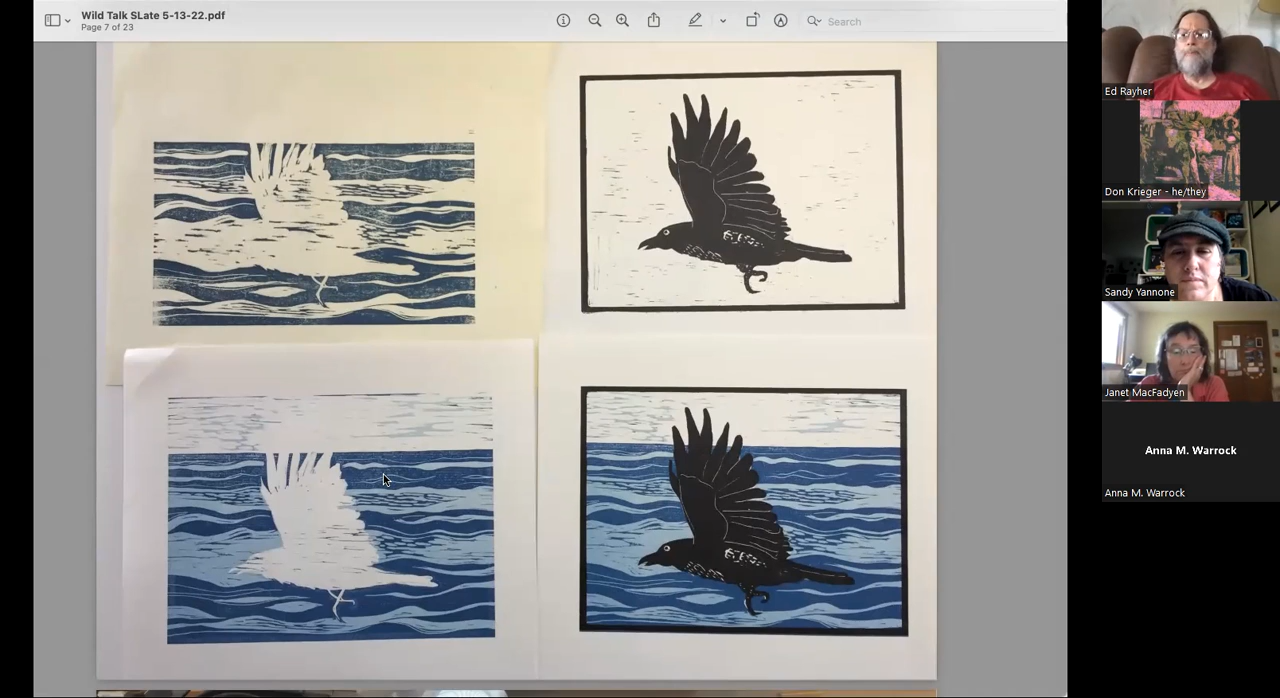 Wild Talk SLate 5-13-22.pdf
Page 7 of 23
Search
Ed Rayher
Don Krieger - he/they
Sandy Yannone
Janet MacFadyen
Anna M. Warrock
Anna M. Warrock